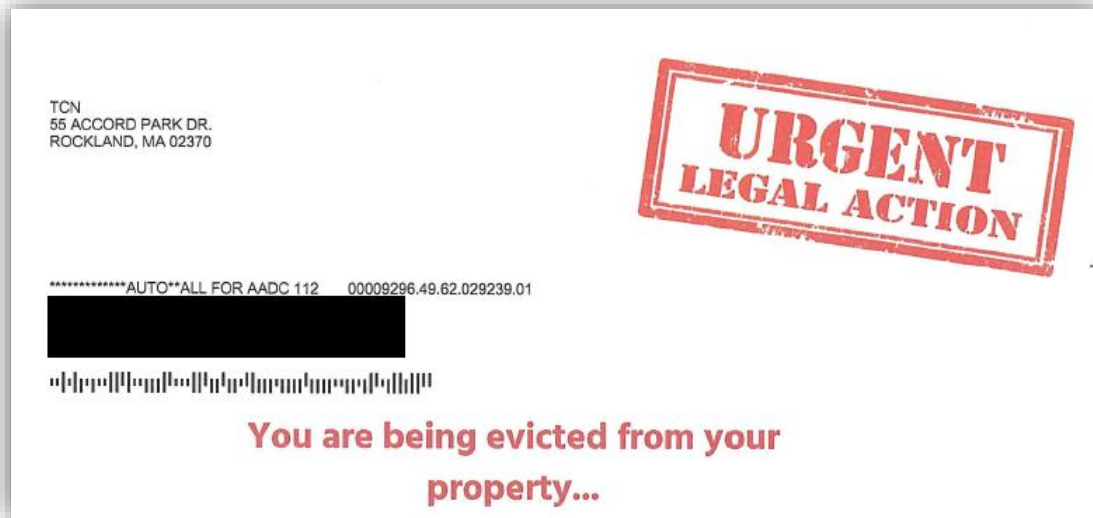 TCN
55 ACCORD PARK DR.
ROCKLAND, MA 02370
URGENT
LEGAL ACTION
*************AUTO**ALL FOR AADC 112 00009296.49.62.029239.01
You are being evicted from your
property...